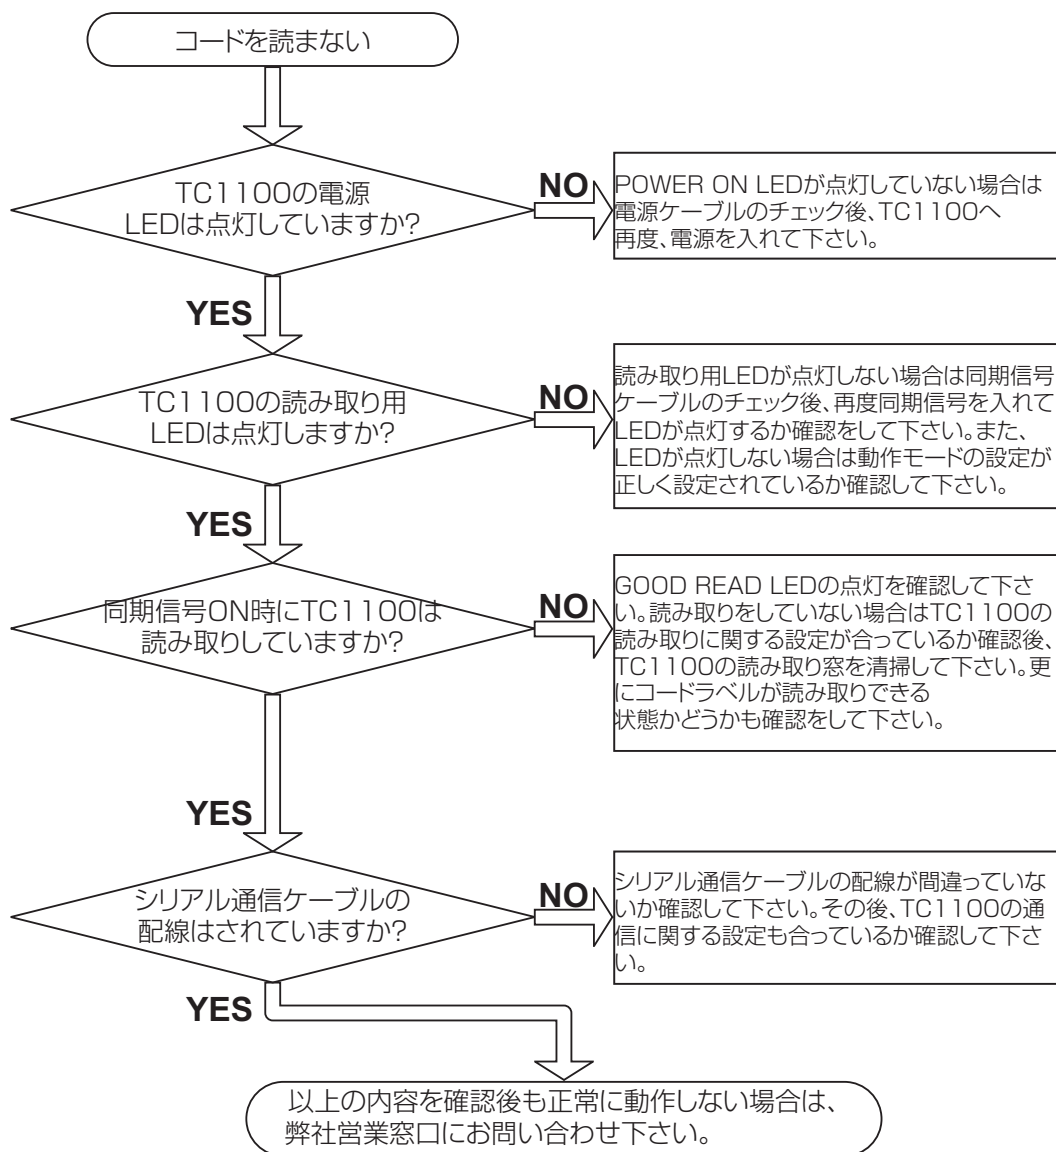 コードを読まない
TC1100の電源
LEDは点灯していますか?
NO
POWER ON LEDが点灯していない場合は
電源ケーブルのチェック後、TC1100へ
再度、電源を入れて下さい。
YES
TC1100の読み取り用
LEDは点灯しますか?
NO
読み取り用LEDが点灯しない場合は同期信号
ケーブルのチェック後、再度同期信号を入れて
LEDが点灯するか確認をして下さい。また、
LEDが点灯しない場合は動作モードの設定が
正しく設定されているか確認して下さい。
YES
同期信号ON時にTC1100は
読み取りしていますか?
NO
GOOD READ LEDの点灯を確認して下さ
い。読み取りをしていない場合はTC1100の
読み取りに関する設定が合っているか確認後、
TC1100の読み取り窓を清掃して下さい。更
にコードラベルが読み取りできる
状態かどうかも確認をして下さい。
YES
シリアル通信ケーブルの
配線はされていますか?
NO
シリアル通信ケーブルの配線が間違っていな
いか確認して下さい。その後、TC1100の通
信に関する設定も合っているか確認して下さ
い。
YES
以上の内容を確認後も正常に動作しない場合は、
弊社営業窓口にお問い合わせ下さい。